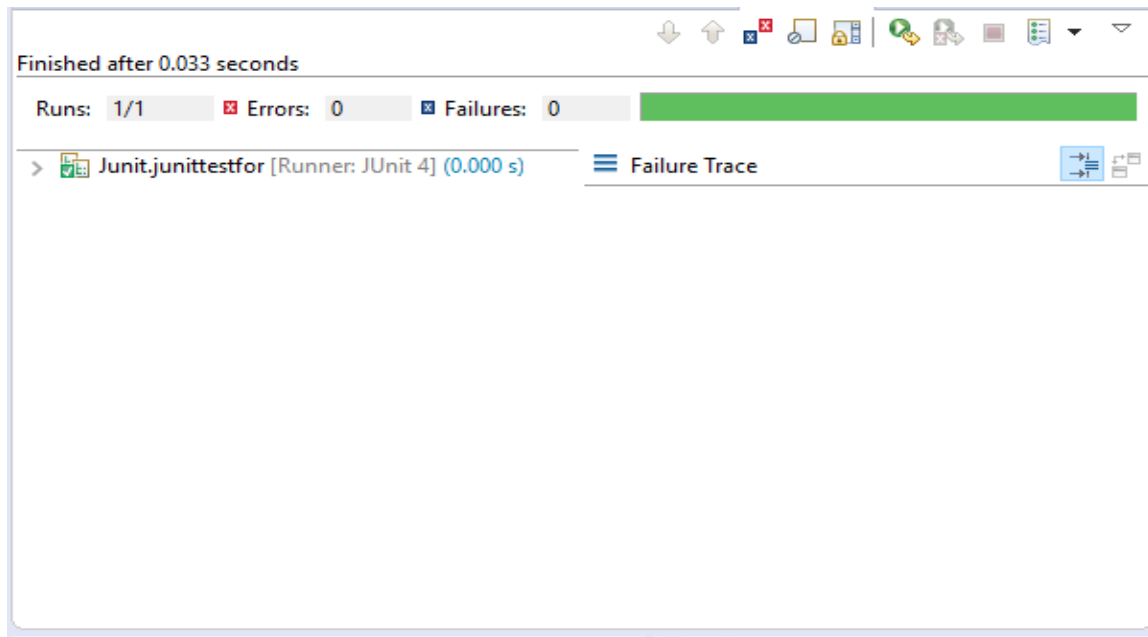 Finished after 0.033 seconds
Runs: 1/1 Errors: 0 Failures: 0
Junit.junittestfor [Runner: JUnit 4] (0.000 s) Failure Trace